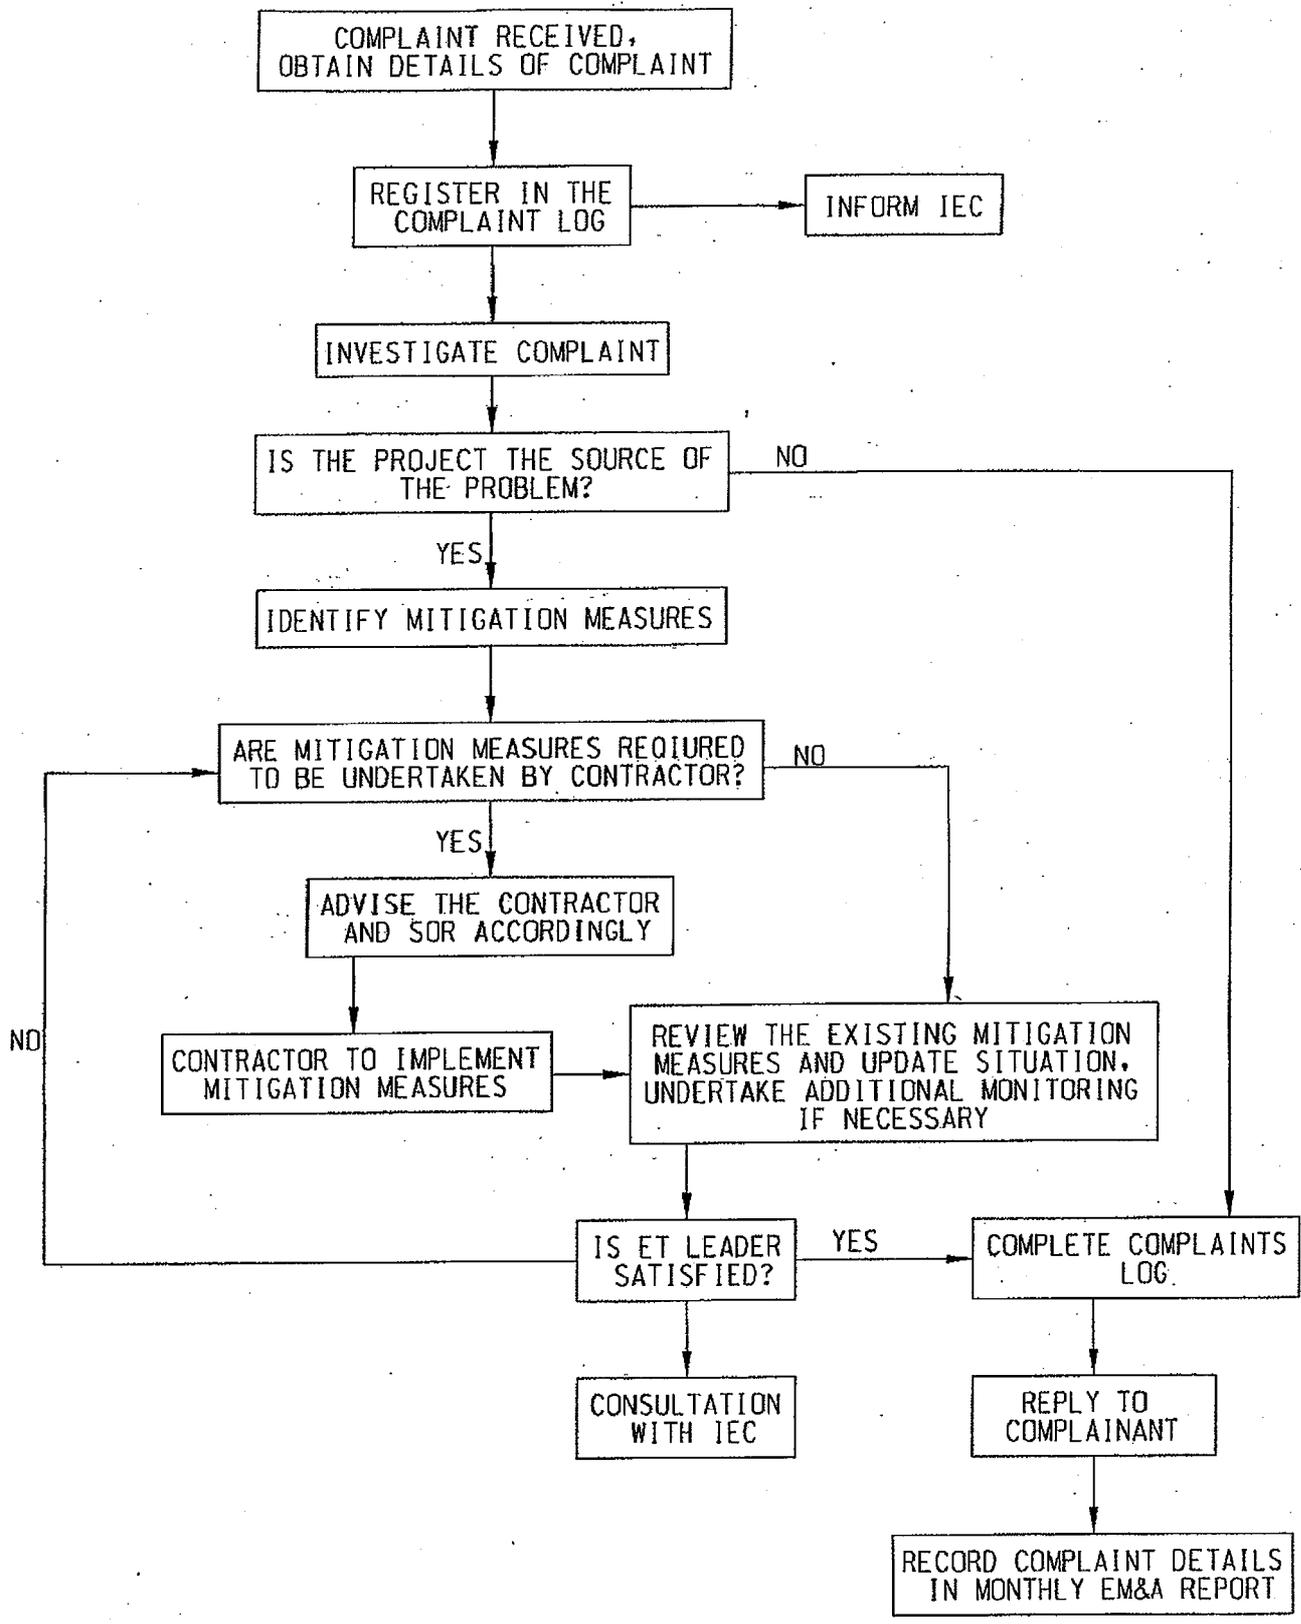 COMPLAINT RECEIVED,
OBTAIN DETAILS OF COMPLAINT
REGISTER IN THE
COMPLAINT LOG
INFORM IEC
INVESTIGATE COMPLAINT
IS THE PROJECT THE SOURCE OF
THE PROBLEM?
NO
YES
IDENTIFY MITIGATION MEASURES
ARE MITIGATION MEASURES REQIURED
TO BE UNDERTAKEN BY CONTRACTOR?
NO
YES
ADVISE THE CONTRACTOR
AND SOR ACCORDINGLY
NO
CONTRACTOR TO IMPLEMENT
MITIGATION MEASURES
REVIEW THE EXISTING MITIGATION
MEASURES AND UPDATE SITUATION,
UNDERTAKE ADDITIONAL MONITORING
IF NECESSARY
IS ET LEADER
SATISFIED?
YES
COMPLETE COMPLAINTS
LOG
CONSULTATION
WITH IEC
REPLY TO
COMPLAINANT
RECORD COMPLAINT DETAILS
IN MONTHLY EM&A REPORT